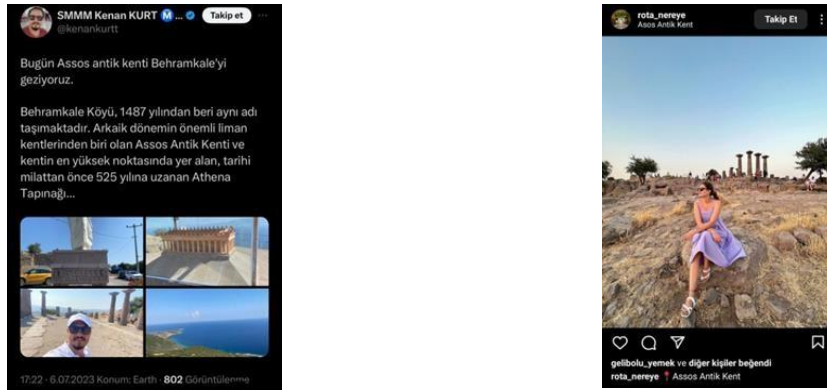 SMMM Kenan KURT M ...
Takip et
@kenankurtt
Bugün Assos antik kenti Behramkale'yi
geziyoruz.
Behramkale Köyü, 1487 yılından beri aynı adı
taşımaktadır. Arkaik dönemin önemli liman
kentlerinden biri olan Assos Antik Kenti ve
kentin en yüksek noktasında yer alan, tarihi
milattan önce 525 yılına uzanan Athena
Tapınağı...
17:22 · 6.07.2023 Konum: Earth · 802 Görüntülenme
rota_nereye
Asos Antik Kent
Takip Et
gelibolu_yemek ve diğer kişiler beğendi
rota_nereye 📍 Assos Antik Kent